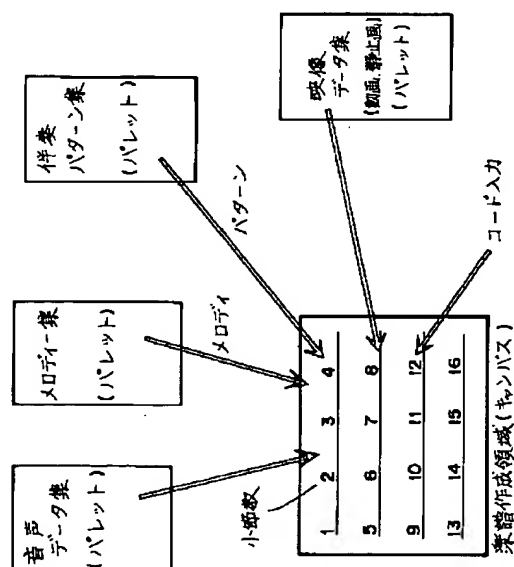 音声
データ集
(パレット)
メロディー集
(パレット)
伴奏
パターン集
(パレット)
映像
データ集
(動画、静止画)
(パレット)
メロディ
パターン
コード入力
小節数
1 2 3 4
5 6 7 8
9 10 11 12
13 14 15 16
楽譜作成領域(キャンバス)